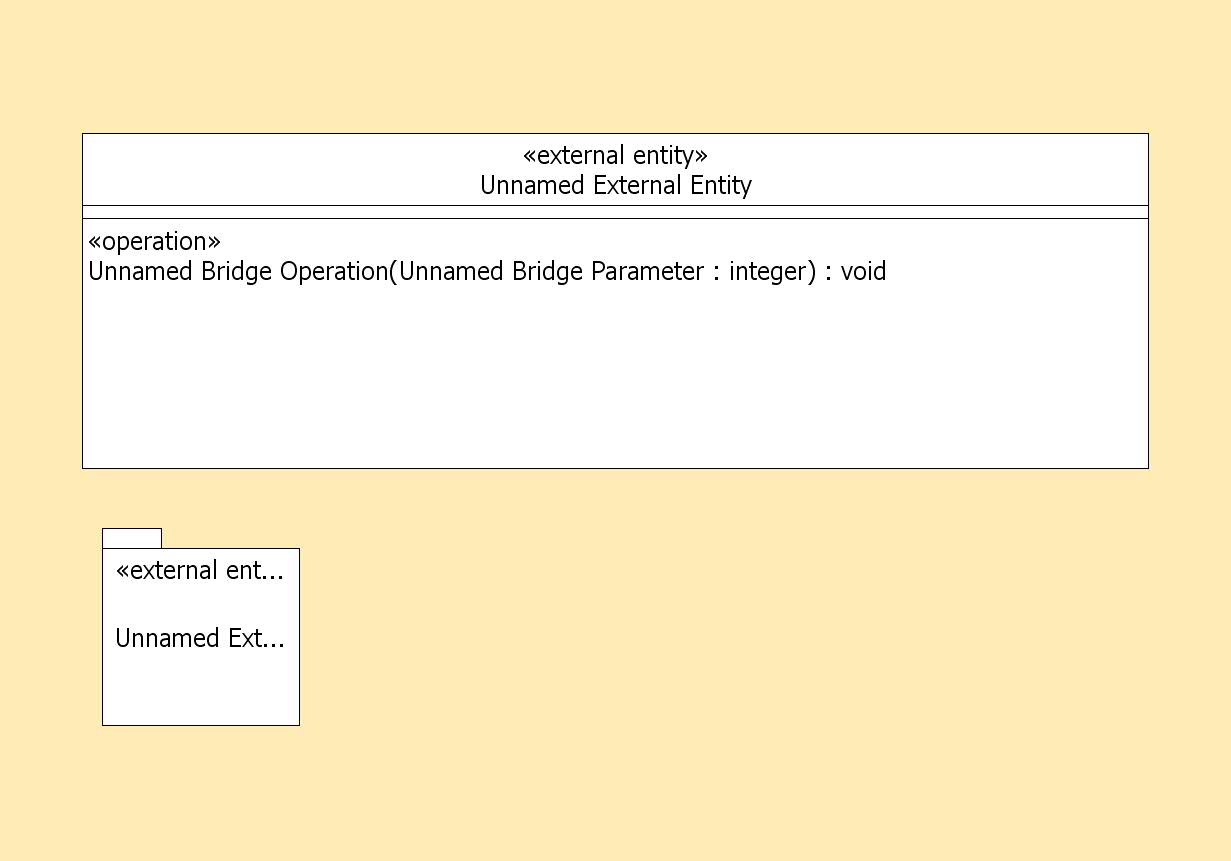 «external entity»
Unnamed External Entity
«operation»
Unnamed Bridge Operation(Unnamed Bridge Parameter : integer) : void
«external ent...
Unnamed Ext...